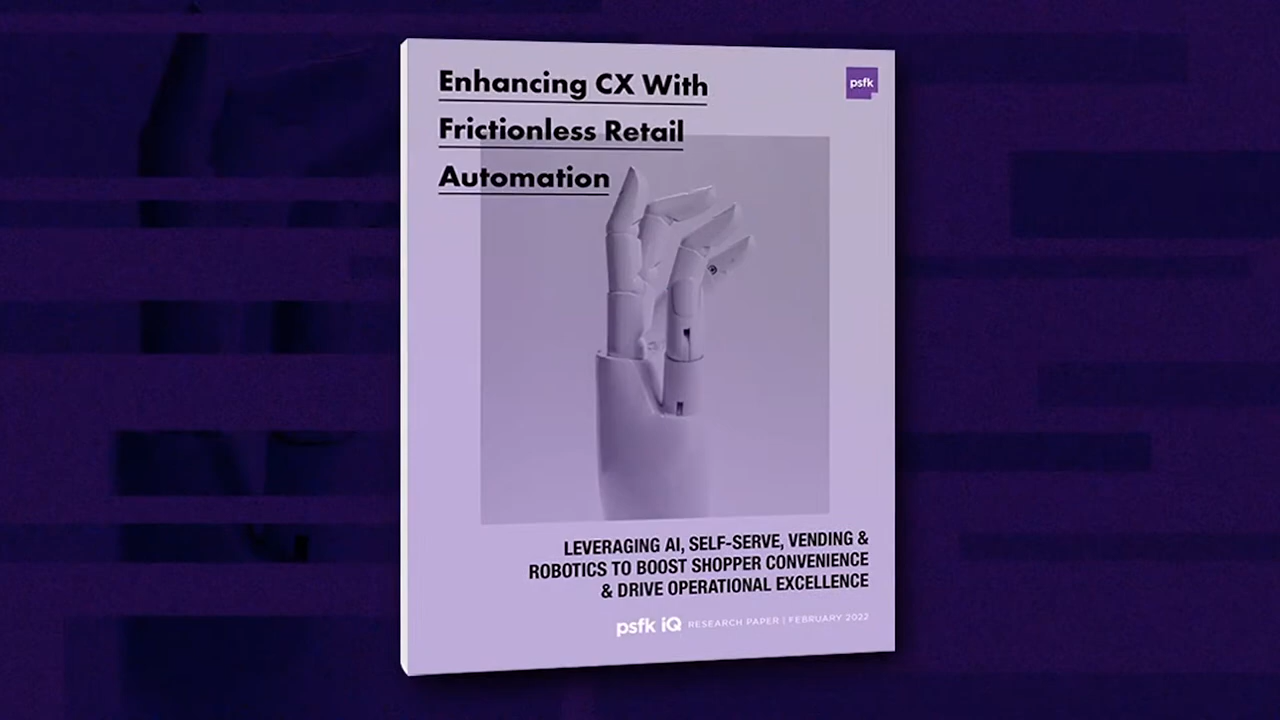 Enhancing CX With
psfk
Frictionless Retail
Automation
LEVERAGING AI, SELF-SERVE, VENDING &
ROBOTICS TO BOOST SHOPPER CONVENIENCE
& DRIVE OPERATIONAL EXCELLENCE
psfk iQ RESEARCH PAPER | FEBRUARY 2022